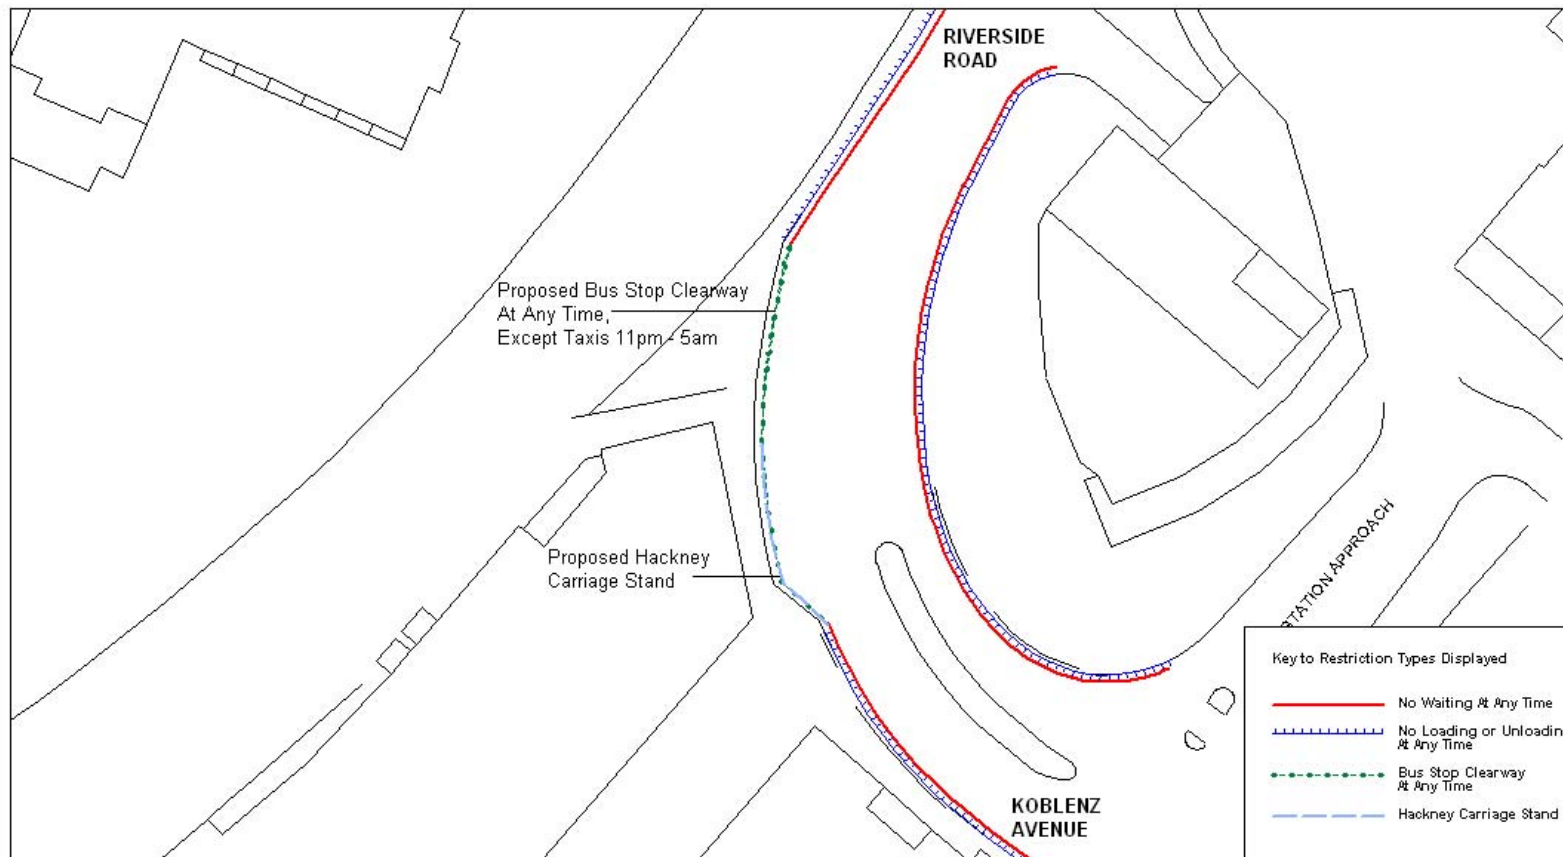 RIVERSIDE
ROAD
Proposed Bus Stop Clearway
At Any Time,
Except Taxis 11pm - 5am
Proposed Hackney
Carriage Stand
STATION APPROACH
KOBLENZ
AVENUE
Key to Restriction Types Displayed
No Waiting At Any Time
No Loading or Unloadin
At Any Time
Bus Stop Clearway
At Any Time
Hackney Carriage Stand